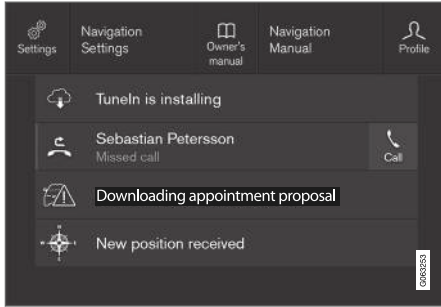 Settings
Navigation
Settings
Owner's
manual
Navigation
Manual
Profile
TuneIn is installing
Sebastian Petersson
Missed call
Call
Downloading appointment proposal
New position received
G063253